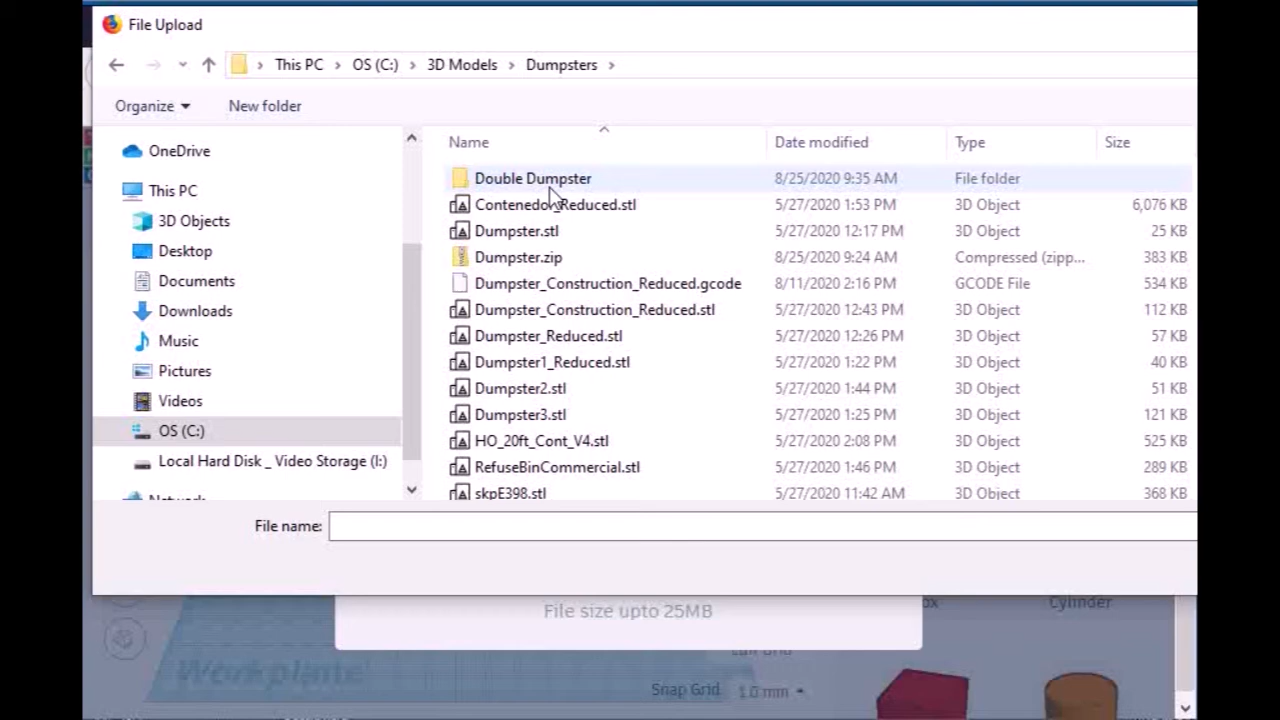 File Upload
This PC > OS (C:) > 3D Models > Dumpsters >
Organize New folder
OneDrive
This PC
3D Objects
Desktop
Documents
Downloads
Music
Pictures
Videos
OS (C:)
Local Hard Disk _ Video Storage (I:)
Network
Name Date modified Type Size
Double Dumpster 8/25/2020 9:35 AM File folder
Contenedor_Reduced.stl 5/27/2020 1:53 PM 3D Object 6,076 KB
Dumpster.stl 5/27/2020 12:17 PM 3D Object 25 KB
Dumpster.zip 8/25/2020 9:24 AM Compressed (zipp... 383 KB
Dumpster_Construction_Reduced.gcode 8/11/2020 2:16 PM GCODE File 534 KB
Dumpster_Construction_Reduced.stl 5/27/2020 12:43 PM 3D Object 112 KB
Dumpster_Reduced.stl 5/27/2020 12:26 PM 3D Object 57 KB
Dumpster1_Reduced.stl 5/27/2020 1:22 PM 3D Object 40 KB
Dumpster2.stl 5/27/2020 1:44 PM 3D Object 51 KB
Dumpster3.stl 5/27/2020 1:25 PM 3D Object 121 KB
HO_20ft_Cont_V4.stl 5/27/2020 2:08 PM 3D Object 525 KB
RefuseBinCommercial.stl 5/27/2020 1:46 PM 3D Object 289 KB
skpE398.stl 5/27/2020 11:42 AM 3D Object 368 KB
File name:
File size upto 25MB
Cylinder
Workplane
Edit Grid
Snap Grid 1.0 mm